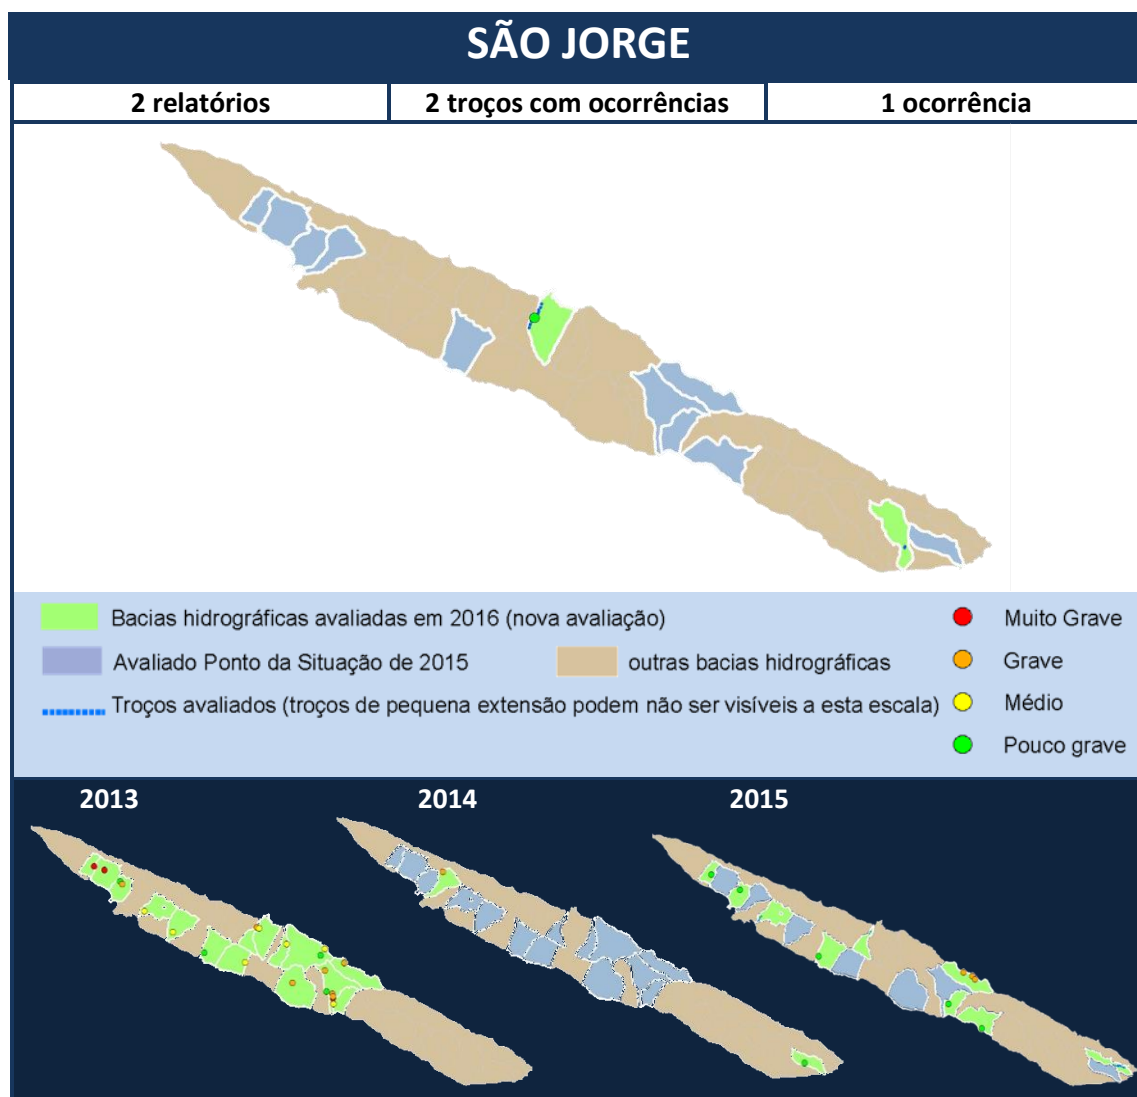 SÃO JORGE
2 relatórios
2 troços com ocorrências
1 ocorrência
Bacias hidrográficas avaliadas em 2016 (nova avaliação)
Muito Grave
Avaliado Ponto da Situação de 2015
outras bacias hidrográficas
Grave
Troços avaliados (troços de pequena extensão podem não ser visíveis a esta escala)
Médio
Pouco grave
2013
2014
2015